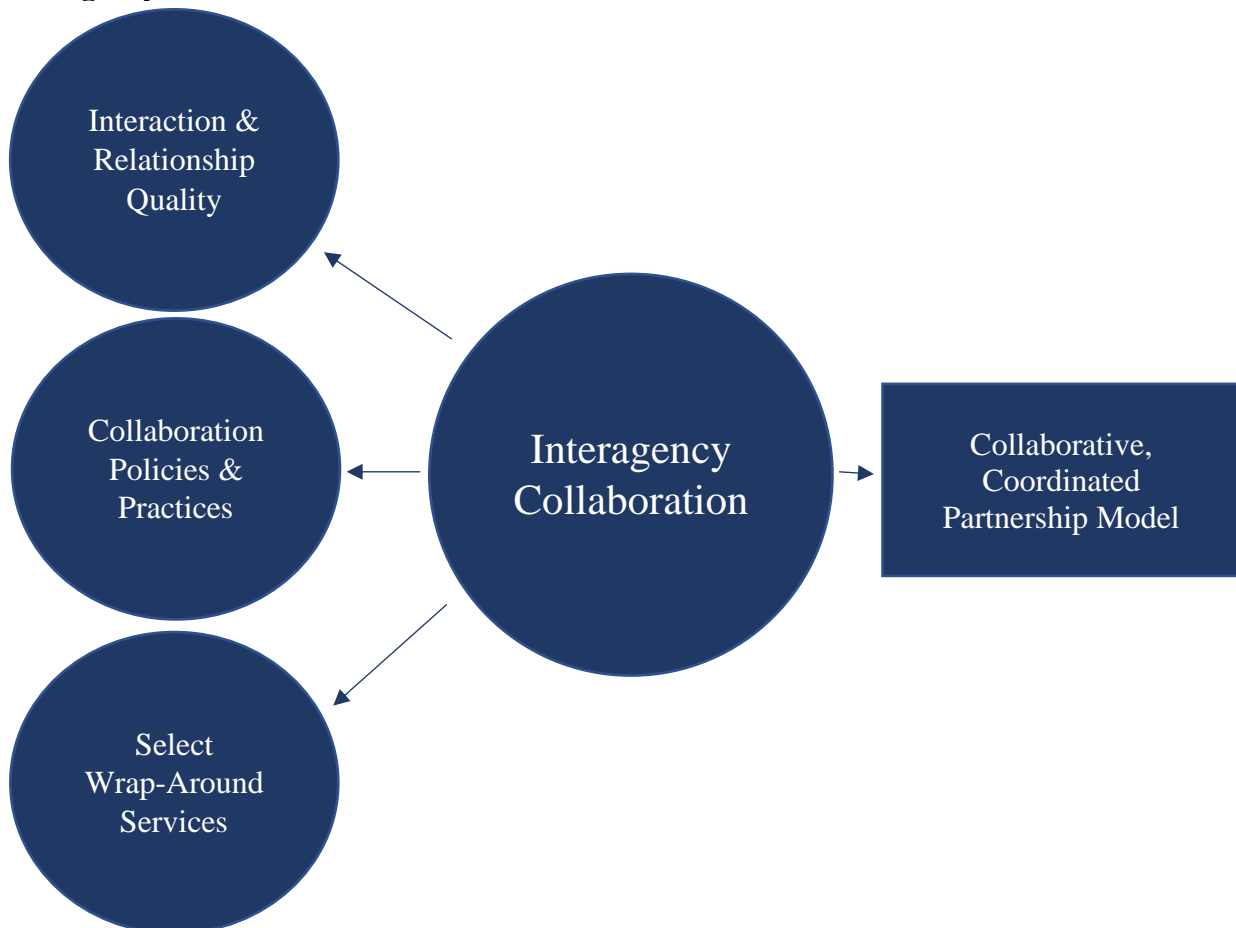 Interaction &
Relationship
Quality
Collaboration
Policies &
Practices
Select
Wrap-Around
Services
Interagency
Collaboration
Collaborative,
Coordinated
Partnership Model